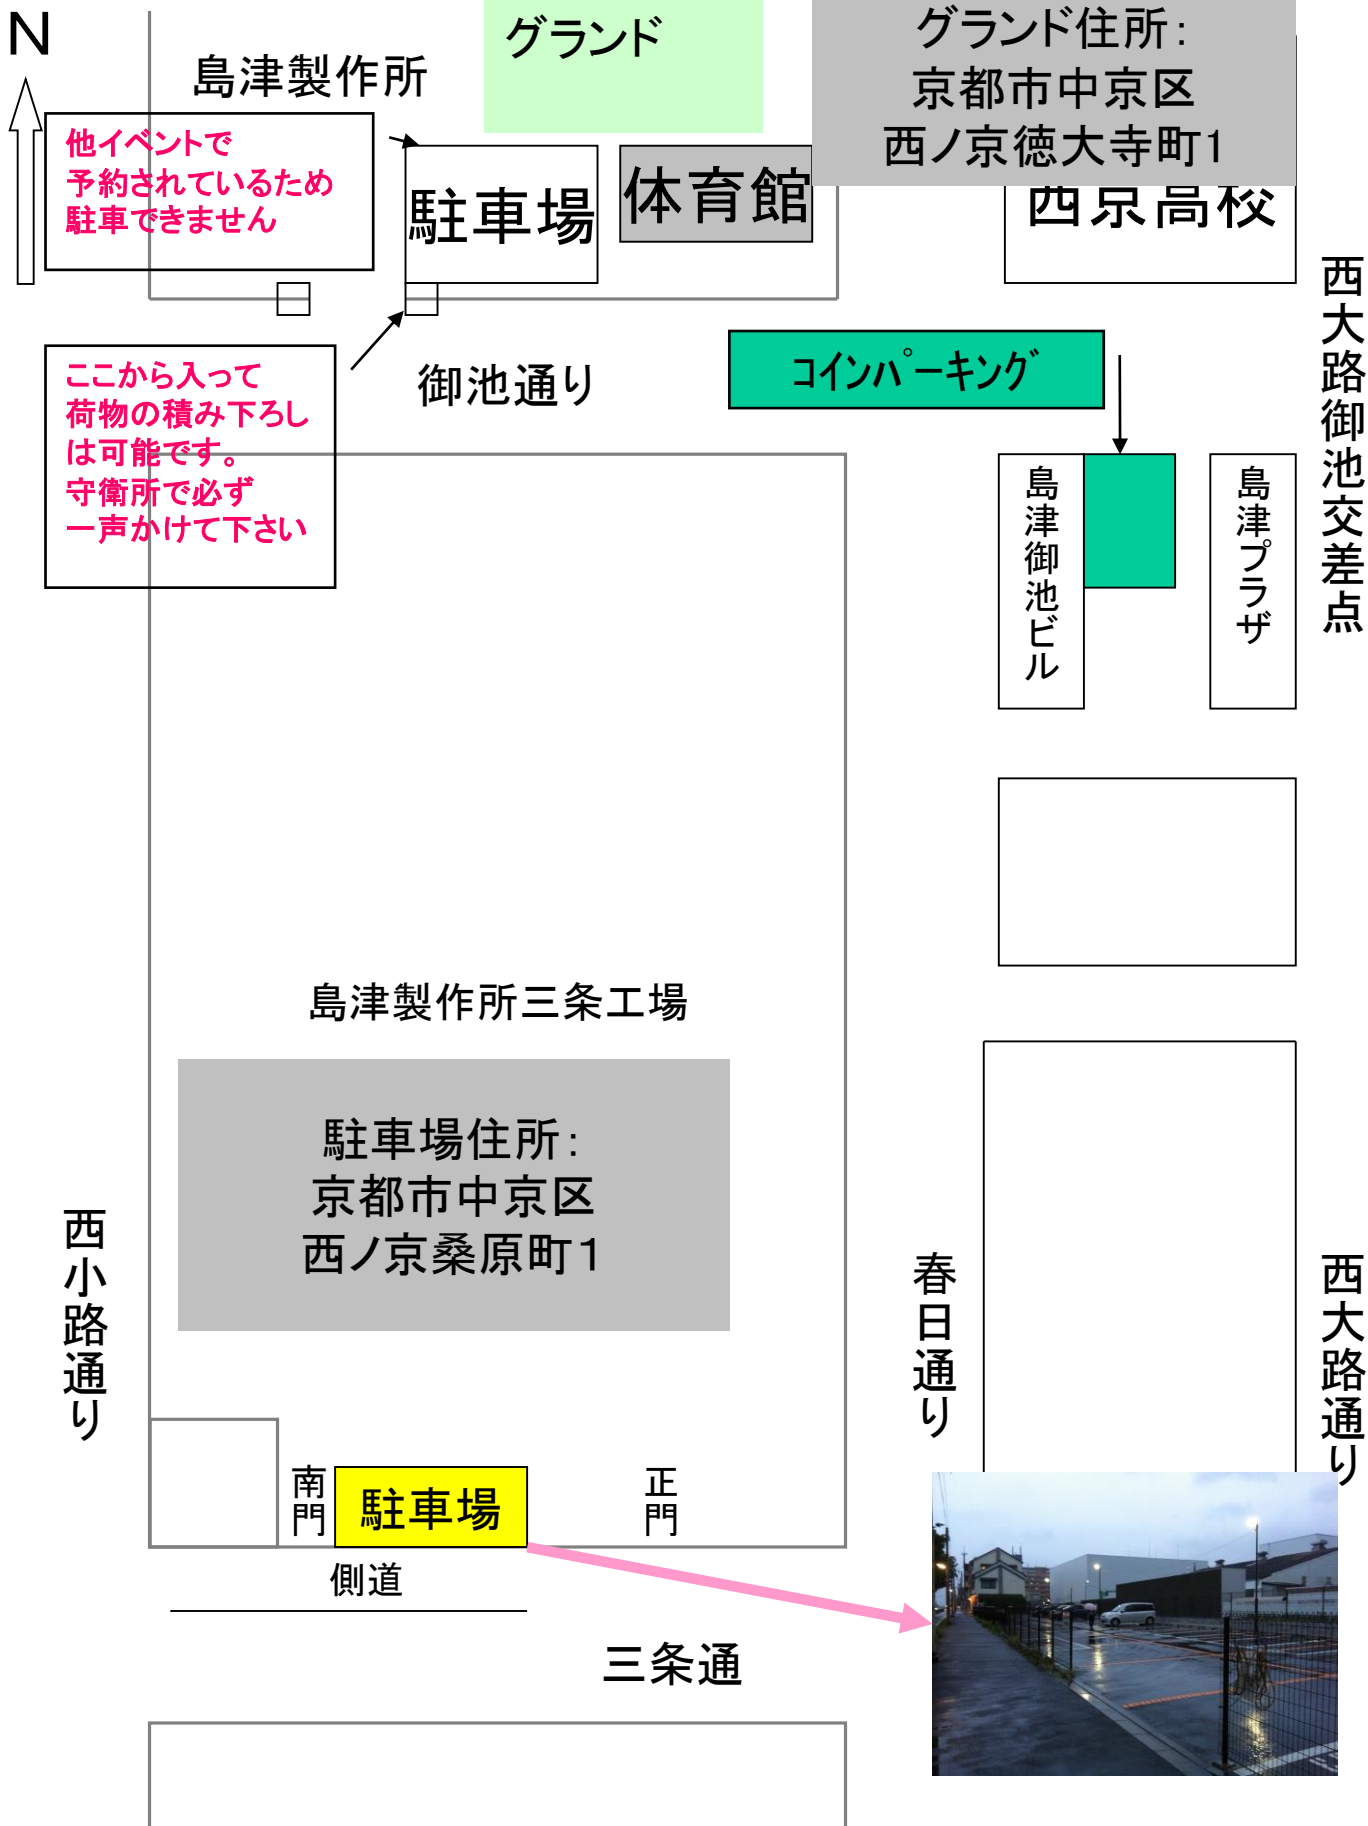 N
島津製作所
グランド
グランド住所：
京都市中京区
西ノ京徳大寺町1
他イベントで
予約されているため
駐車できません
駐車場
体育館
西京高校
ここから入って
荷物の積み下ろし
は可能です。
守衛所で必ず
一声かけて下さい
御池通り
コインパーキング
西大路御池交差点
島津御池ビル
島津プラザ
島津製作所三条工場
駐車場住所：
京都市中京区
西ノ京桑原町1
西小路通り
春日通り
西大路通り
南門
駐車場
正門
側道
三条通